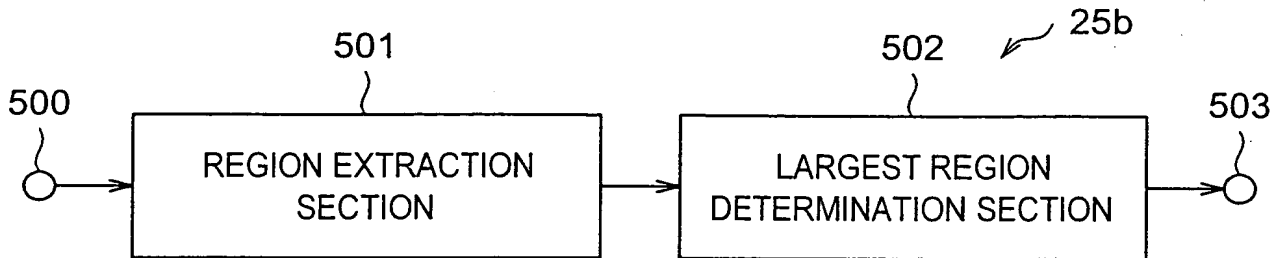 25b
501
502
500
503
REGION EXTRACTION
SECTION
LARGEST REGION
DETERMINATION SECTION